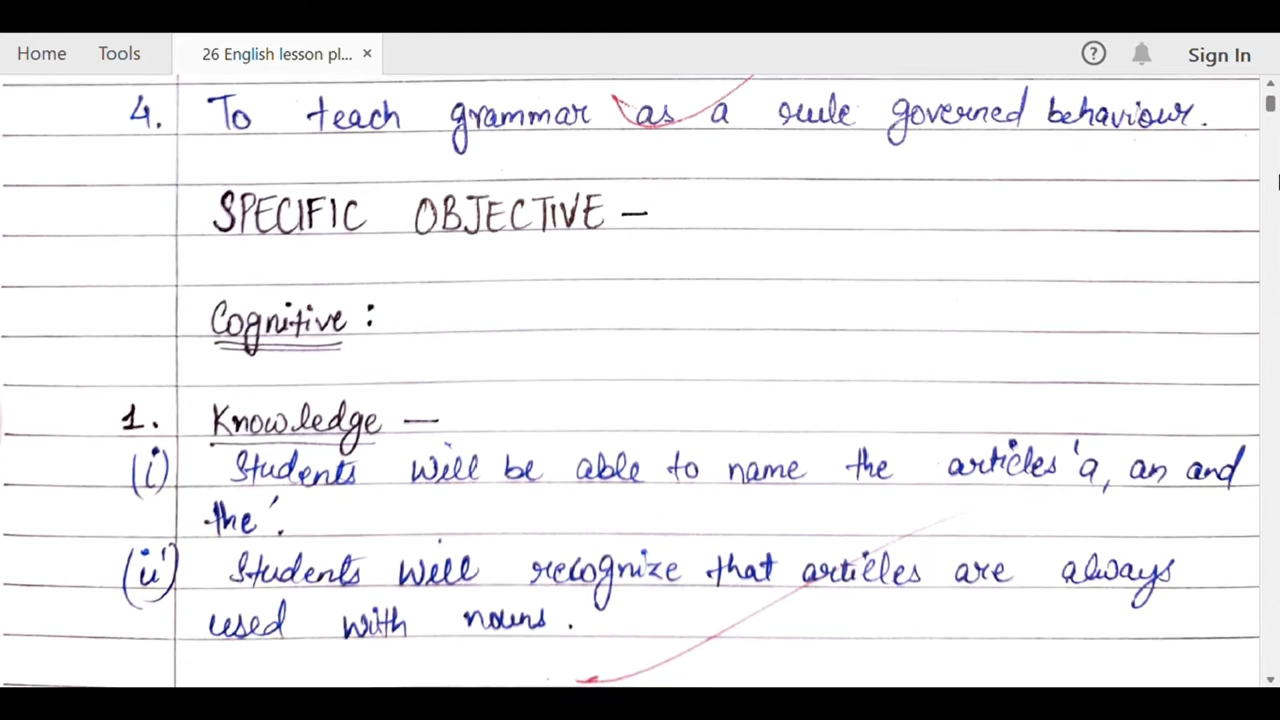 Home Tools 26 English lesson pl... × ? Sign In
4. To teach grammar as a rule governed behaviour.
SPECIFIC OBJECTIVE –
Cognitive :
1. Knowledge –
(i) Students will be able to name the articles 'a, an and
the'.
(ii) Students will recognize that articles are always
used with nouns.